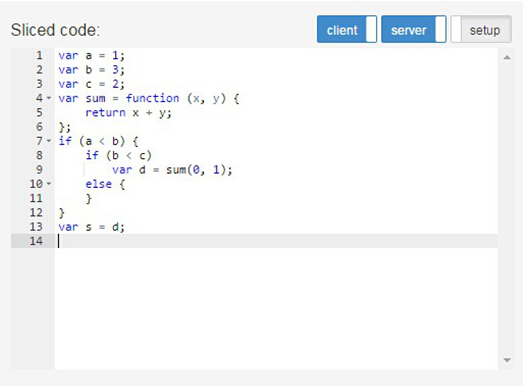 Sliced code: client server setup
1 var a = 1;
2 var b = 3;
3 var c = 2;
4 var sum = function (x, y) {
5 return x + y;
6 };
7 if (a < b) {
8 if (b < c)
9 var d = sum(0, 1);
10 else {
11 }
12 }
13 var s = d;
14